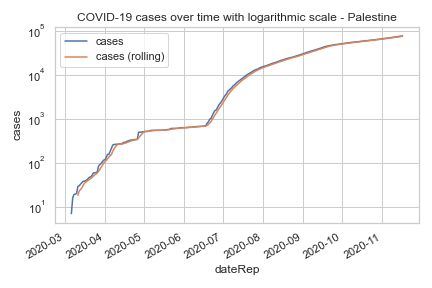 COVID-19 cases over time with logarithmic scale - Palestine
cases
cases (rolling)
10^5
10^4
10^3
10^2
10^1
cases
2020-03
2020-04
2020-05
2020-06
2020-07
2020-08
2020-09
2020-10
2020-11
dateRep